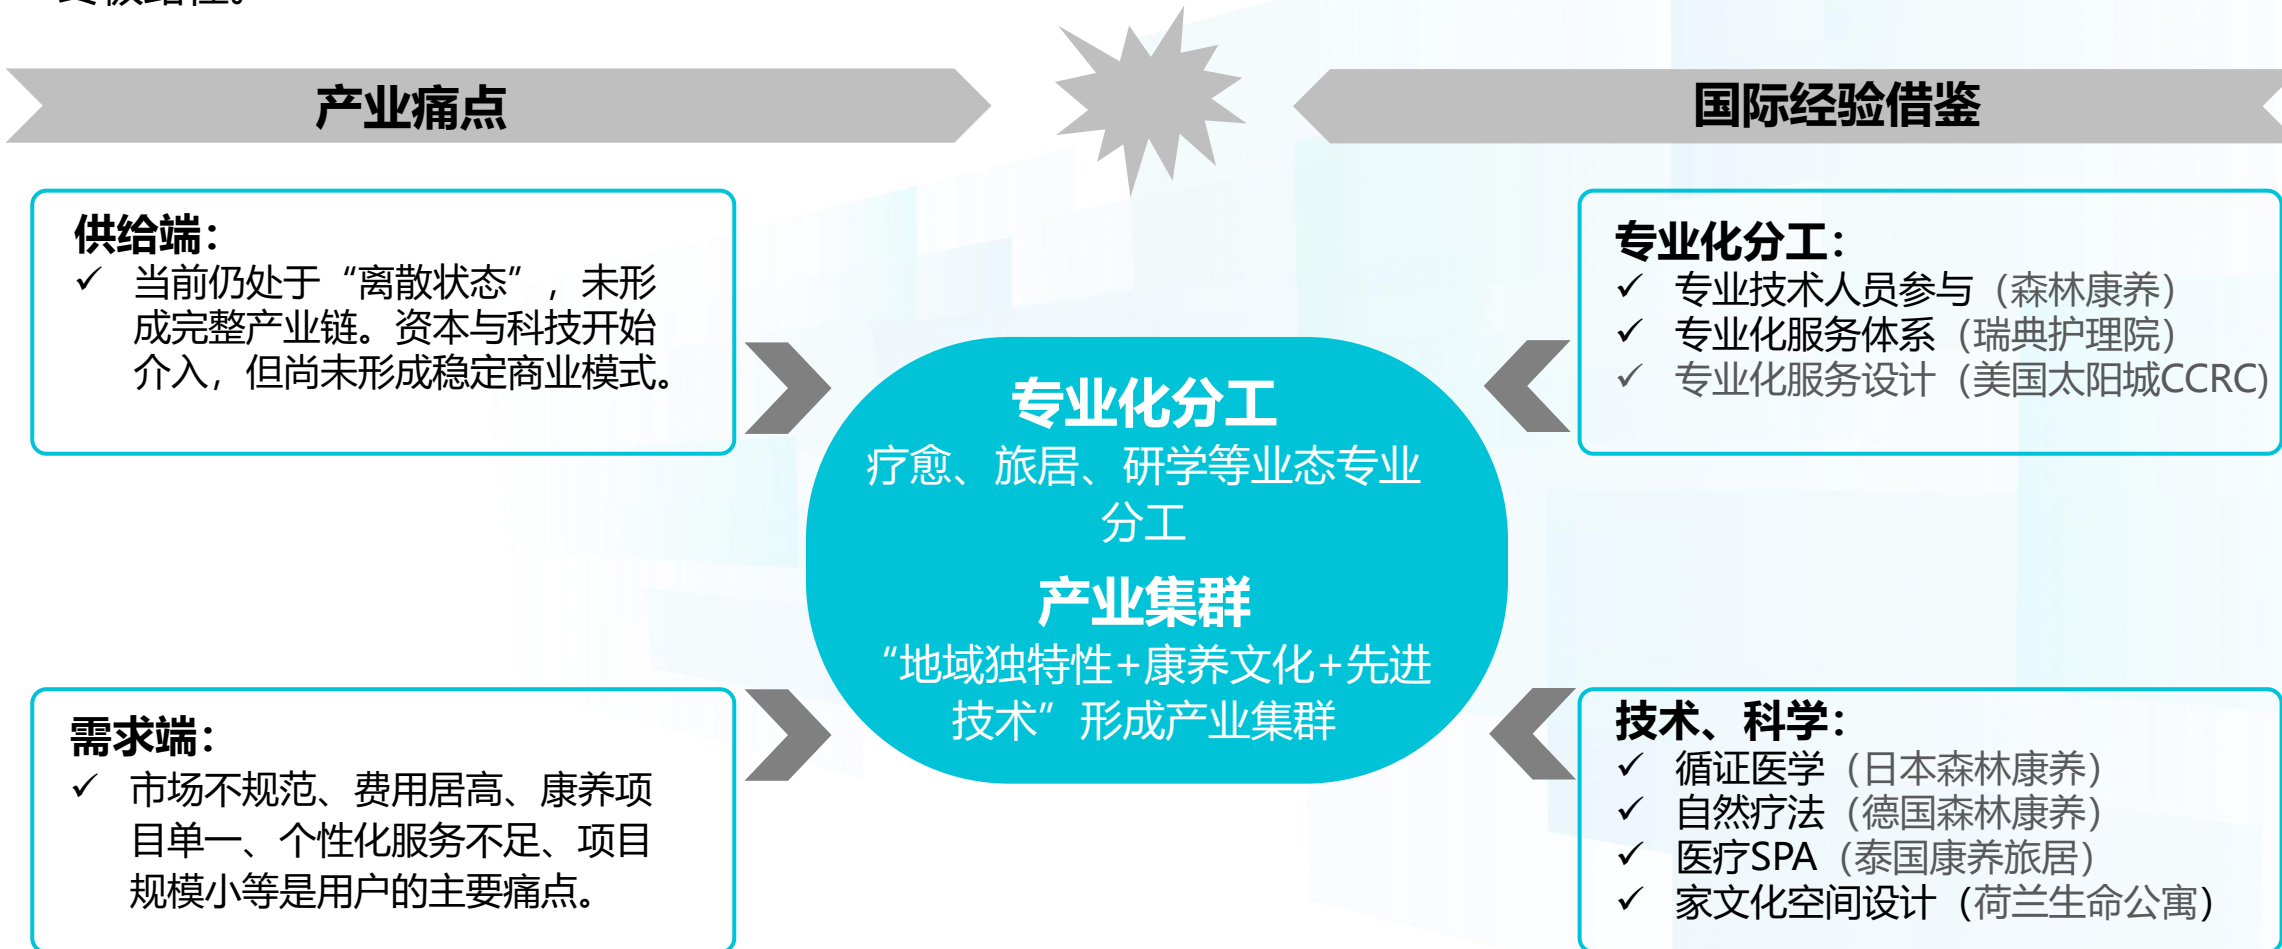 产业痛点
国际经验借鉴
供给端：
✓ 当前仍处于“离散状态”，未形
成完整产业链。资本与科技开始
介入，但尚未形成稳定商业模式。
需求端：
✓ 市场不规范、费用居高、康养项
目单一、个性化服务不足、项目
规模小等是用户的主要痛点。
专业化分工
疗愈、旅居、研学等业态专业
分工
产业集群
“地域独特性+康养文化+先进
技术”形成产业集群
专业化分工：
✓ 专业技术人员参与（森林康养）
✓ 专业化服务体系（瑞典护理院）
✓ 专业化服务设计（美国太阳城CCRC)
技术、科学：
✓ 循证医学（日本森林康养）
✓ 自然疗法（德国森林康养）
✓ 医疗SPA（泰国康养旅居）
✓ 家文化空间设计（荷兰生命公寓）